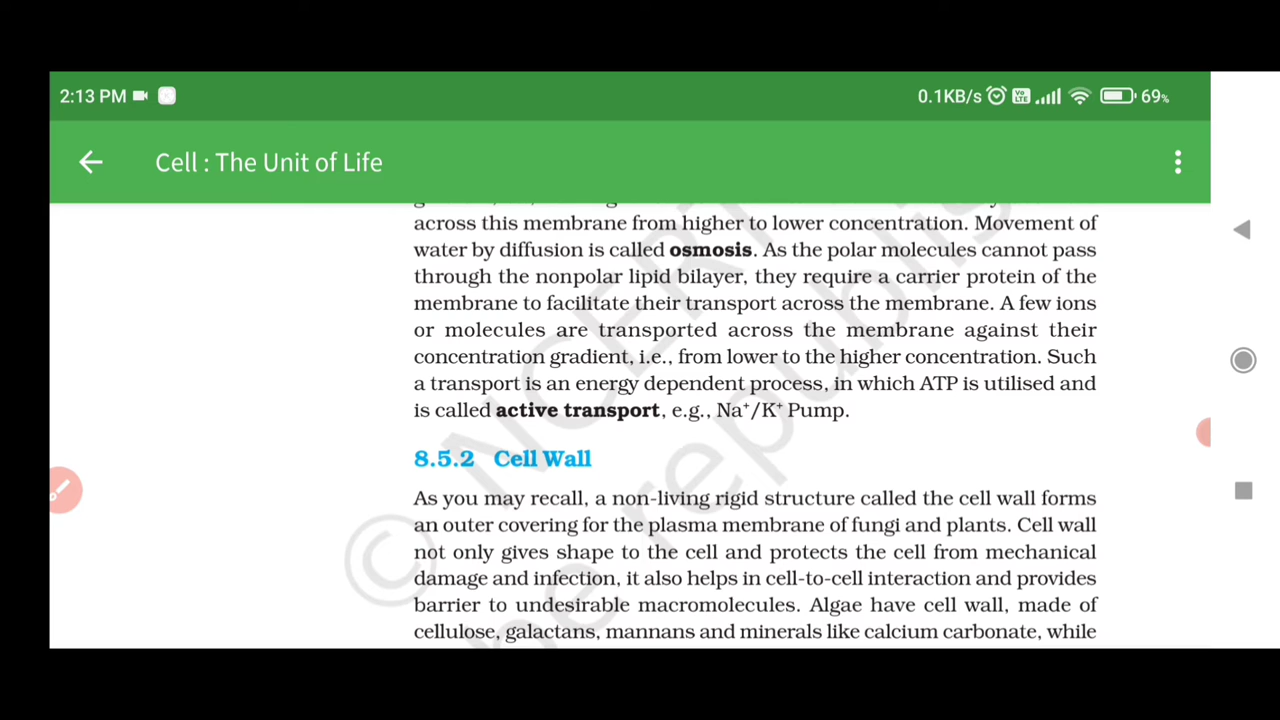 2:13 PM
0.1KB/s Vo LTE 69%
Cell : The Unit of Life
across this membrane from higher to lower concentration. Movement of
water by diffusion is called osmosis. As the polar molecules cannot pass
through the nonpolar lipid bilayer, they require a carrier protein of the
membrane to facilitate their transport across the membrane. A few ions
or molecules are transported across the membrane against their
concentration gradient, i.e., from lower to the higher concentration. Such
a transport is an energy dependent process, in which ATP is utilised and
is called active transport, e.g., Na⁺/K⁺ Pump.
8.5.2 Cell Wall
As you may recall, a non-living rigid structure called the cell wall forms
an outer covering for the plasma membrane of fungi and plants. Cell wall
not only gives shape to the cell and protects the cell from mechanical
damage and infection, it also helps in cell-to-cell interaction and provides
barrier to undesirable macromolecules. Algae have cell wall, made of
cellulose, galactans, mannans and minerals like calcium carbonate, while
© NCERT
be republis